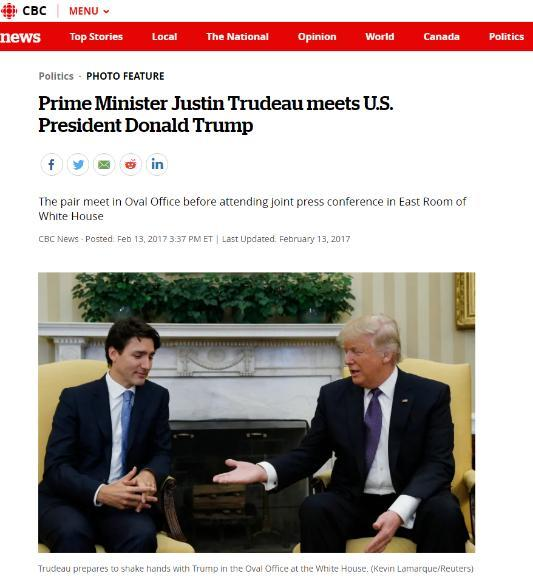 CBC MENU
news Top Stories Local The National Opinion World Canada Politics
Politics · PHOTO FEATURE
Prime Minister Justin Trudeau meets U.S.
President Donald Trump
The pair meet in Oval Office before attending joint press conference in East Room of
White House
CBC News · Posted: Feb 13, 2017 3:37 PM ET | Last Updated: February 13, 2017
Trudeau prepares to shake hands with Trump in the Oval Office at the White House. (Kevin Lamarque/Reuters)